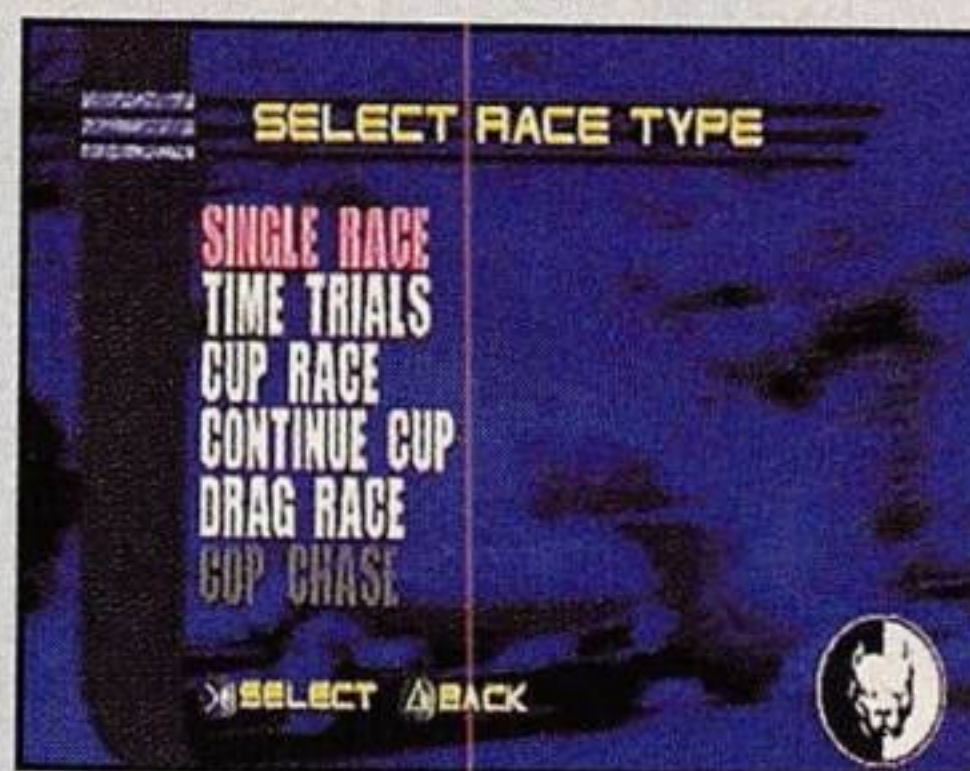 SELECT RACE TYPE
SINGLE RACE
TIME TRIALS
CUP RACE
CONTINUE CUP
DRAG RACE
COP CHASE
SELECT BACK